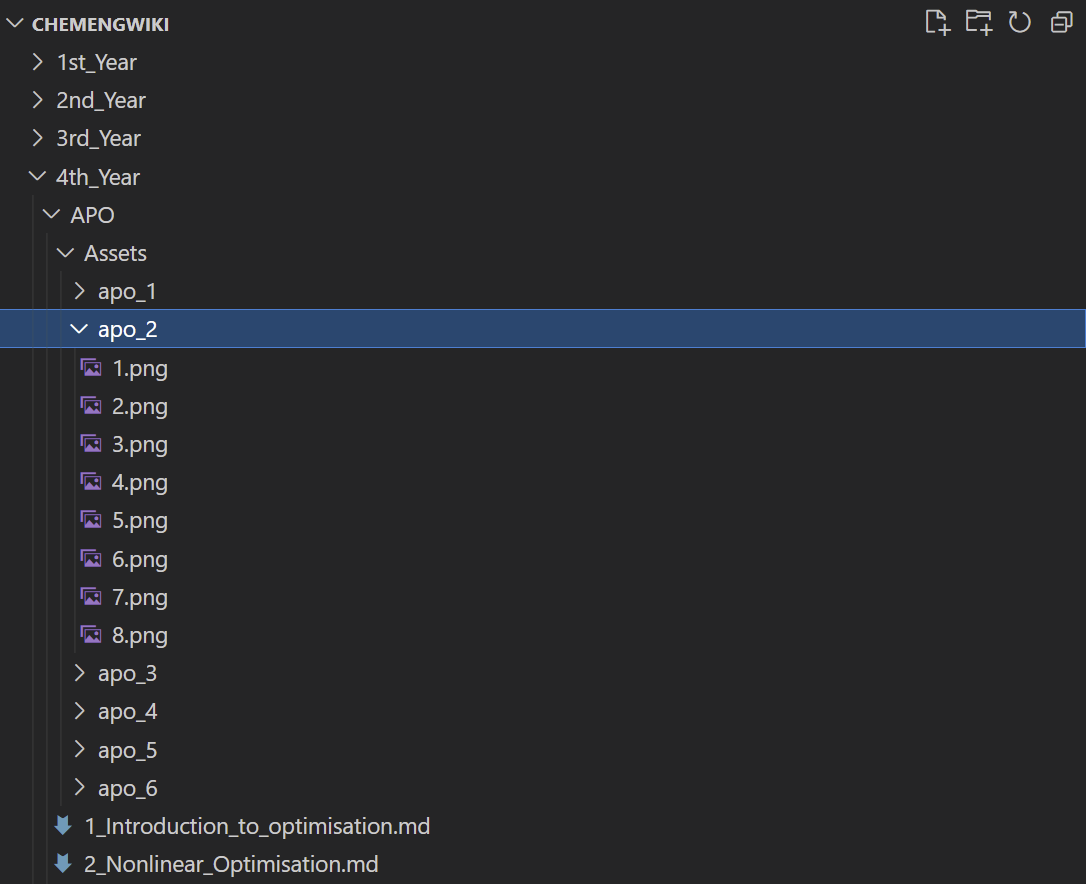 CHEMENGWIKI
1st_Year
2nd_Year
3rd_Year
4th_Year
APO
Assets
apo_1
apo_2
1.png
2.png
3.png
4.png
5.png
6.png
7.png
8.png
apo_3
apo_4
apo_5
apo_6
1_Introduction_to_optimisation.md
2_Nonlinear_Optimisation.md